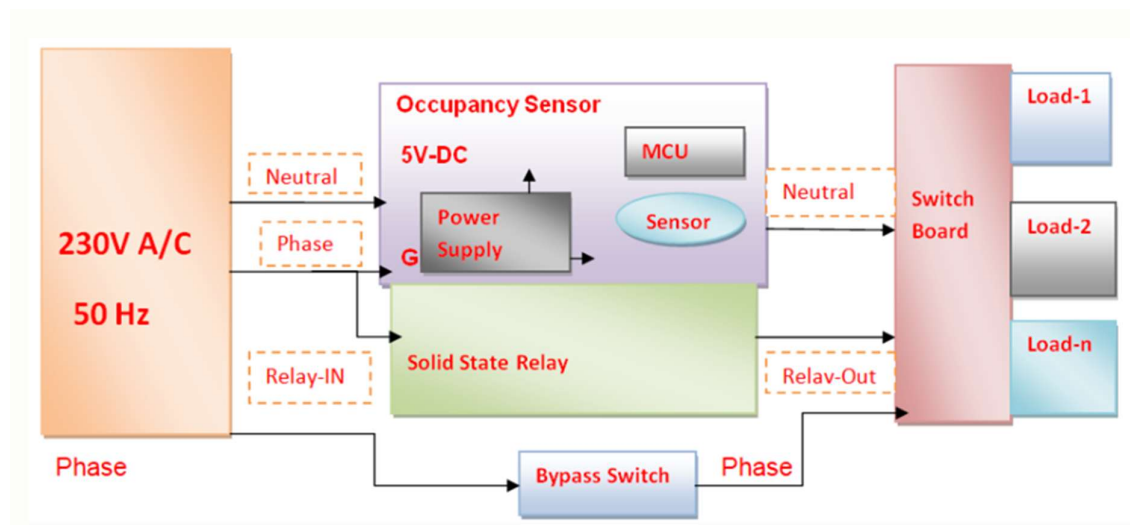 230V A/C
50 Hz
Phase
Neutral
Phase
Relay-IN
Occupancy Sensor
5V-DC
MCU
Power
Supply
Sensor
G
Solid State Relay
Bypass Switch
Phase
Neutral
Relav-Out
Switch
Board
Load-1
Load-2
Load-n